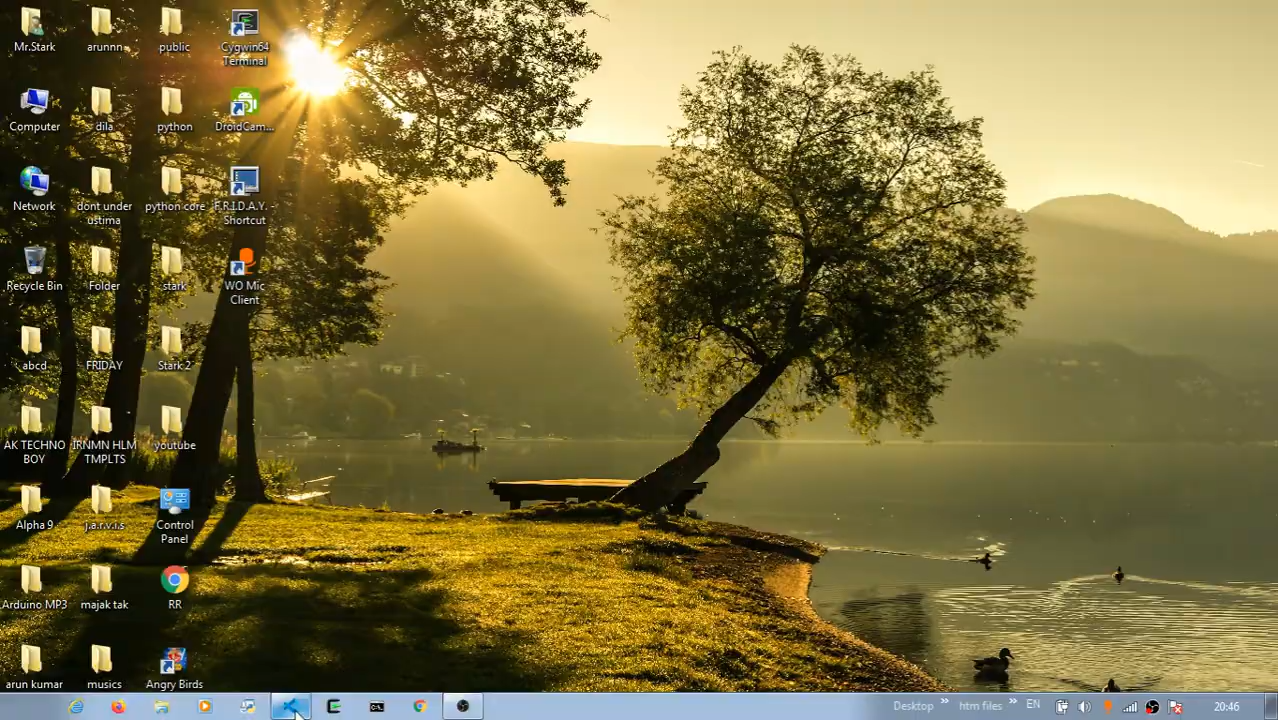 Mr.Stark
arunnn
public
Cygwin64
Terminal
Computer
dila
python
DroidCam...
Network
dont under
ustima
python core
F.R.I.D.A.Y. -
Shortcut
Recycle Bin
Folder
stark
WO Mic
Client
abcd
FRIDAY
Stark 2
AK TECHNO
BOY
IRNMN HLM
TMPLTS
youtube
Alpha 9
j.a.r.v.i.s
Control
Panel
Arduino MP3
majak tak
RR
arun kumar
musics
Angry Birds
Desktop
htm files
EN
20:46